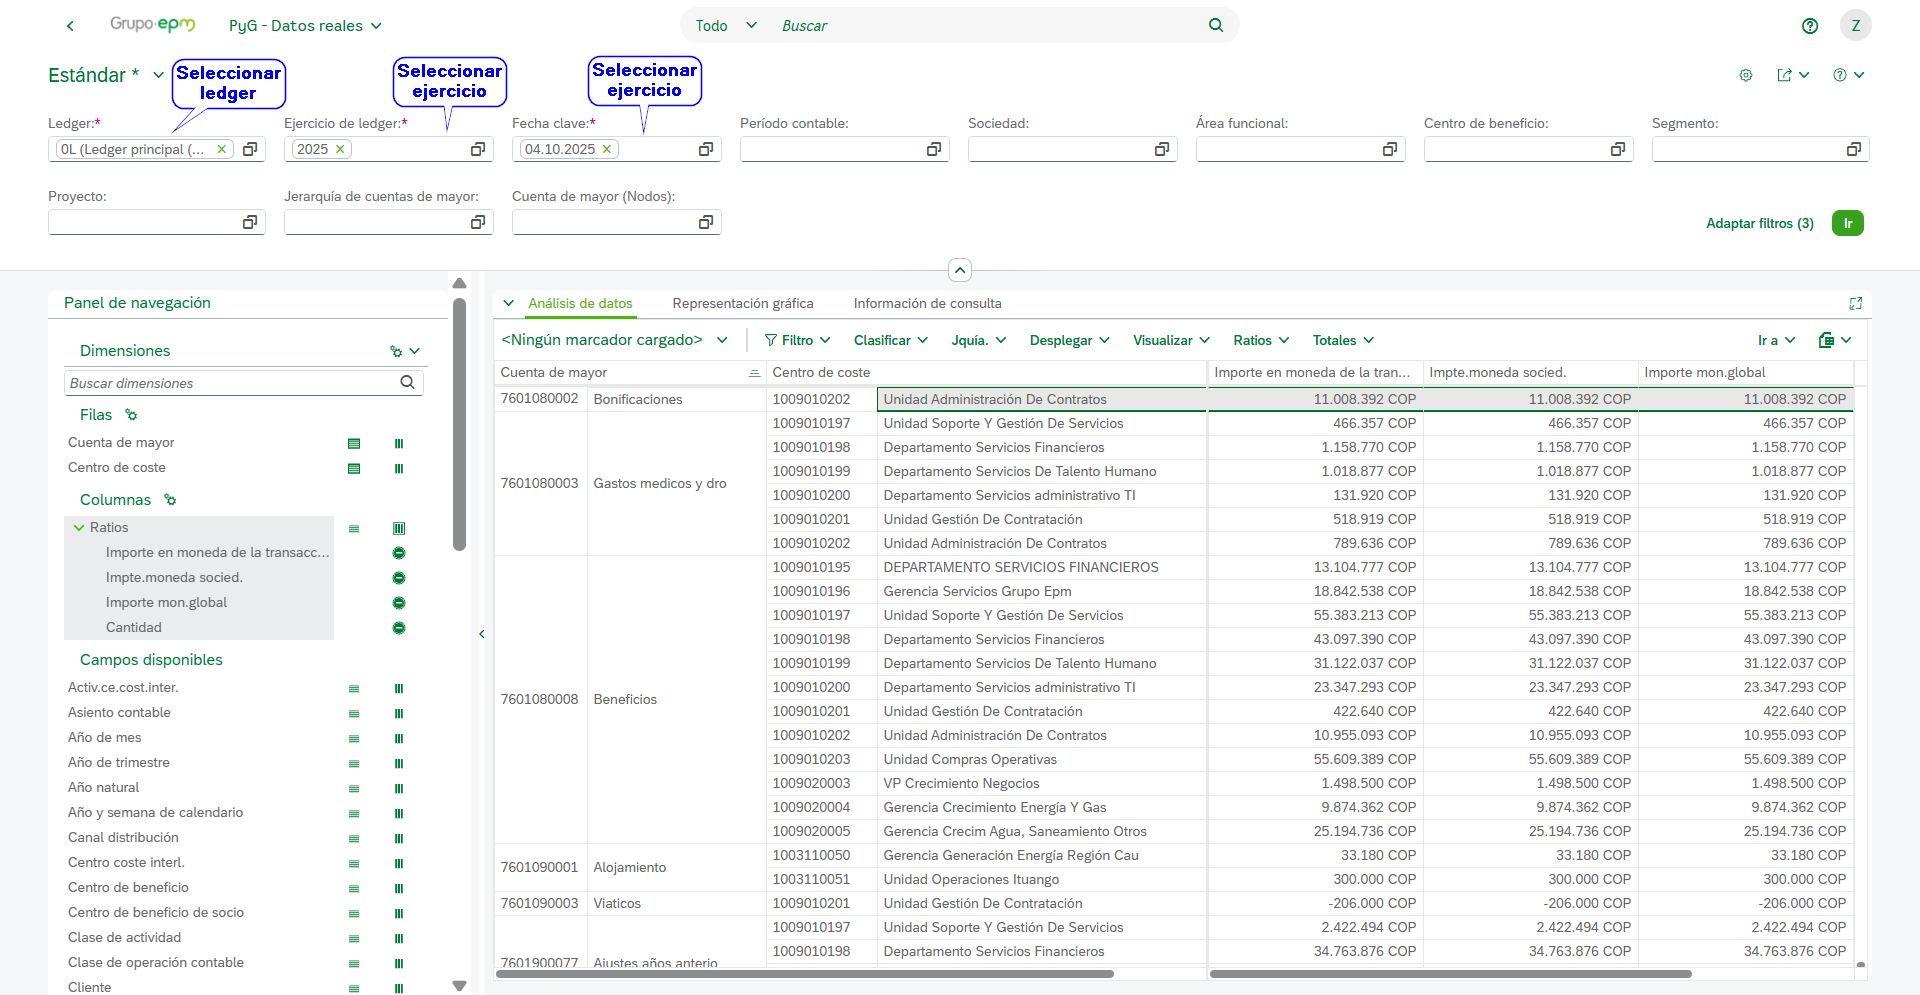 Grupo·epm
PyG - Datos reales
Todo
Buscar
Z
Estándar *
Seleccionar
ledger
Seleccionar
ejercicio
Seleccionar
ejercicio
Ledger:*
Ejercicio de ledger:*
Fecha clave:*
Período contable:
Sociedad:
Área funcional:
Centro de beneficio:
Segmento:
0L (Ledger principal (...
2025
04.10.2025
Proyecto:
Jerarquía de cuentas de mayor:
Cuenta de mayor (Nodos):
Adaptar filtros (3)
Ir
Panel de navegación
Dimensiones
Buscar dimensiones
Filas
Cuenta de mayor
Centro de coste
Columnas
Ratios
Importe en moneda de la transacc...
Impte.moneda socied.
Importe mon.global
Cantidad
Campos disponibles
Activ.ce.cost.inter.
Asiento contable
Año de mes
Año de trimestre
Año natural
Año y semana de calendario
Canal distribución
Centro coste interl.
Centro de beneficio
Centro de beneficio de socio
Clase de actividad
Clase de operación contable
Cliente
Análisis de datos
Representación gráfica
Información de consulta
<Ningún marcador cargado>
Filtro
Clasificar
Jquía.
Desplegar
Visualizar
Ratios
Totales
Ir a
Cuenta de mayor
Centro de coste
Importe en moneda de la tran...
Impte.moneda socied.
Importe mon.global
7601080002 Bonificaciones 1009010202 Unidad Administración De Contratos 11.008.392 COP 11.008.392 COP 11.008.392 COP
1009010197 Unidad Soporte Y Gestión De Servicios 466.357 COP 466.357 COP 466.357 COP
1009010198 Departamento Servicios Financieros 1.158.770 COP 1.158.770 COP 1.158.770 COP
1009010199 Departamento Servicios De Talento Humano 1.018.877 COP 1.018.877 COP 1.018.877 COP
7601080003 Gastos medicos y dro
1009010200 Departamento Servicios administrativo TI 131.920 COP 131.920 COP 131.920 COP
1009010201 Unidad Gestión De Contratación 518.919 COP 518.919 COP 518.919 COP
1009010202 Unidad Administración De Contratos 789.636 COP 789.636 COP 789.636 COP
1009010195 DEPARTAMENTO SERVICIOS FINANCIEROS 13.104.777 COP 13.104.777 COP 13.104.777 COP
1009010196 Gerencia Servicios Grupo Epm 18.842.538 COP 18.842.538 COP 18.842.538 COP
1009010197 Unidad Soporte Y Gestión De Servicios 55.383.213 COP 55.383.213 COP 55.383.213 COP
1009010198 Departamento Servicios Financieros 43.097.390 COP 43.097.390 COP 43.097.390 COP
1009010199 Departamento Servicios De Talento Humano 31.122.037 COP 31.122.037 COP 31.122.037 COP
1009010200 Departamento Servicios administrativo TI 23.347.293 COP 23.347.293 COP 23.347.293 COP
7601080008 Beneficios
1009010201 Unidad Gestión De Contratación 422.640 COP 422.640 COP 422.640 COP
1009010202 Unidad Administración De Contratos 10.955.093 COP 10.955.093 COP 10.955.093 COP
1009010203 Unidad Compras Operativas 55.609.389 COP 55.609.389 COP 55.609.389 COP
1009020003 VP Crecimiento Negocios 1.498.500 COP 1.498.500 COP 1.498.500 COP
1009020004 Gerencia Crecimiento Energía Y Gas 9.874.362 COP 9.874.362 COP 9.874.362 COP
1009020005 Gerencia Crecim Agua, Saneamiento Otros 25.194.736 COP 25.194.736 COP 25.194.736 COP
1003110050 Gerencia Generación Energía Región Cau 33.180 COP 33.180 COP 33.180 COP
7601090001 Alojamiento
1003110051 Unidad Operaciones Ituango 300.000 COP 300.000 COP 300.000 COP
7601090003 Viaticos 1009010201 Unidad Gestión De Contratación -206.000 COP -206.000 COP -206.000 COP
1009010197 Unidad Soporte Y Gestión De Servicios 2.422.494 COP 2.422.494 COP 2.422.494 COP
1009010198 Departamento Servicios Financieros 34.763.876 COP 34.763.876 COP 34.763.876 COP
7601900077 Ajustes años anterio